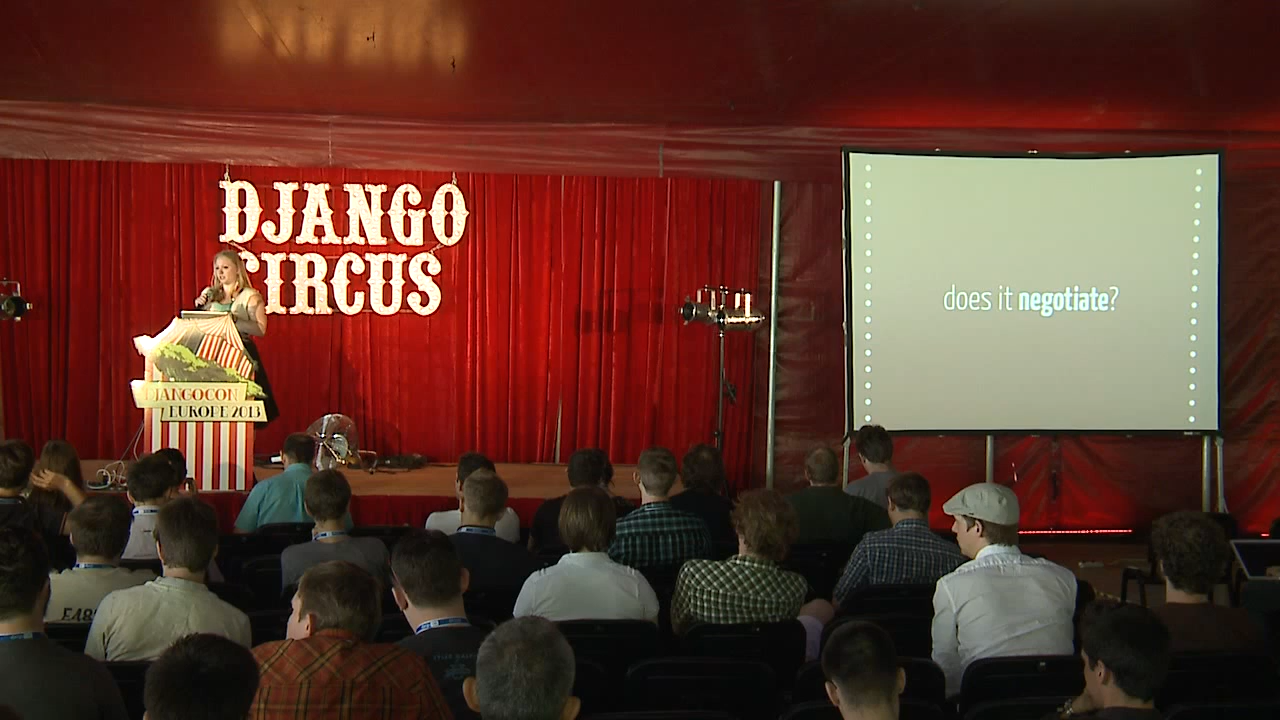 DJANGO
CIRCUS
DJANGOCON
EUROPE 2013
does it negotiate?